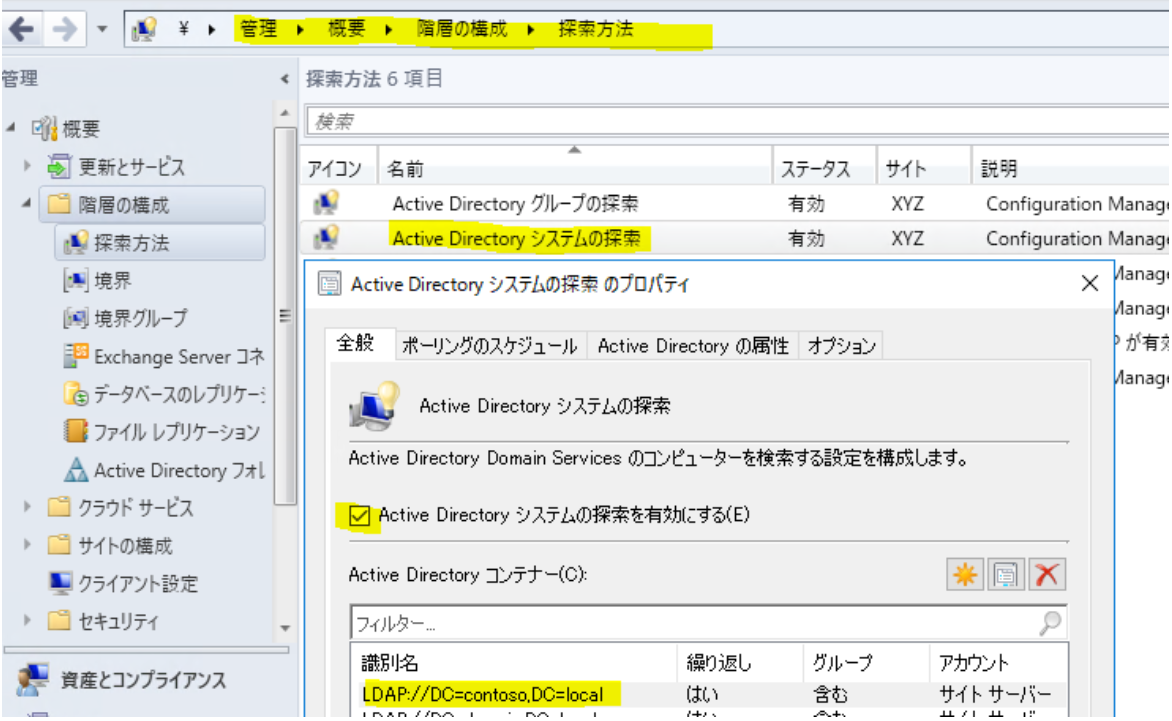 ¥ ▸ 管理 ▸ 概要 ▸ 階層の構成 ▸ 探索方法
管理
概要
更新とサービス
階層の構成
探索方法
境界
境界グループ
Exchange Server コネ
データベースのレプリケー
ファイル レプリケーション
Active Directory フォレ
クラウド サービス
サイトの構成
クライアント設定
セキュリティ
資産とコンプライアンス
探索方法 6 項目
検索
アイコン 名前 ステータス サイト 説明
Active Directory グループの探索 有効 XYZ Configuration Manage
Active Directory システムの探索 有効 XYZ Configuration Manage
Manage
Manage
P が有効
Manage
Active Directory システムの探索 のプロパティ
全般 ポーリングのスケジュール Active Directory の属性 オプション
Active Directory システムの探索
Active Directory Domain Services のコンピューターを検索する設定を構成します。
Active Directory システムの探索を有効にする(E)
Active Directory コンテナー(C):
フィルター...
識別名 繰り返し グループ アカウント
LDAP://DC=contoso,DC=local はい 含む サイト サーバー